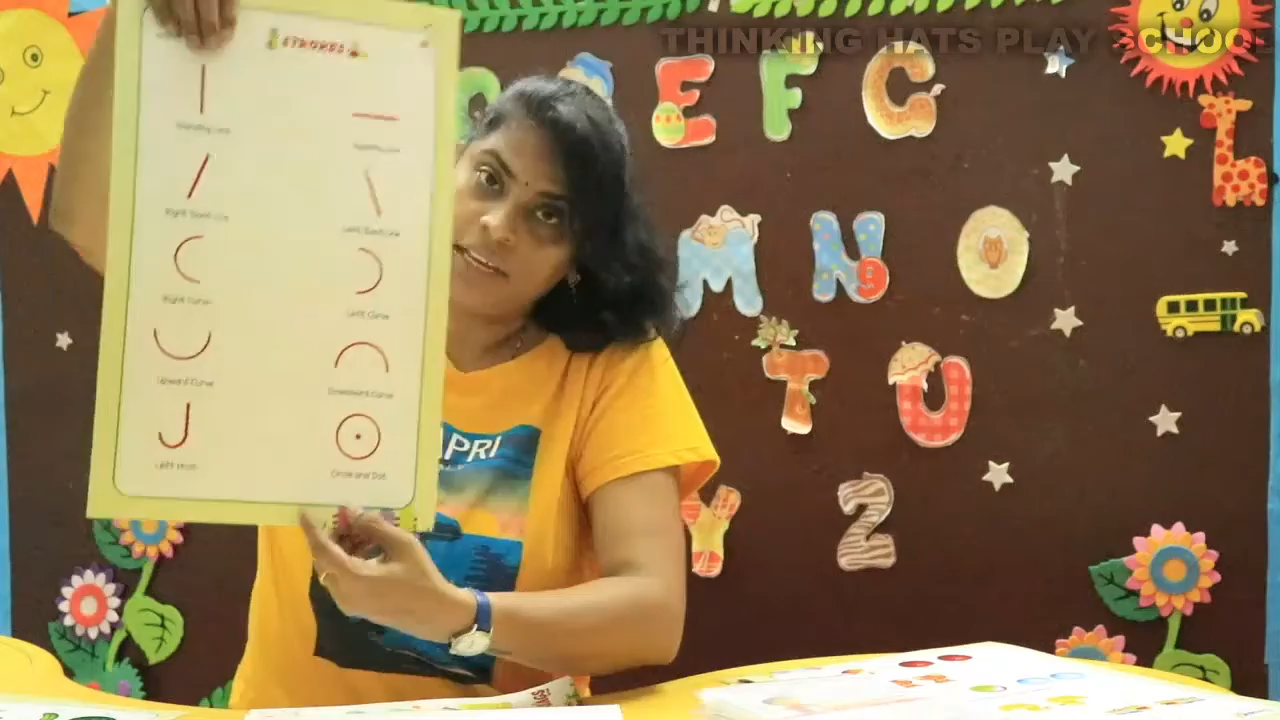 THINKING HATS PLAY SCHOOL
STROKES
Standing Line
Sleeping Line
Right Slant Line
Left Slant Line
Right Curve
Left Curve
Upward Curve
Downward Curve
Left Hook
Circle and Dot
E F G
M N O
T U
Y Z
PRI